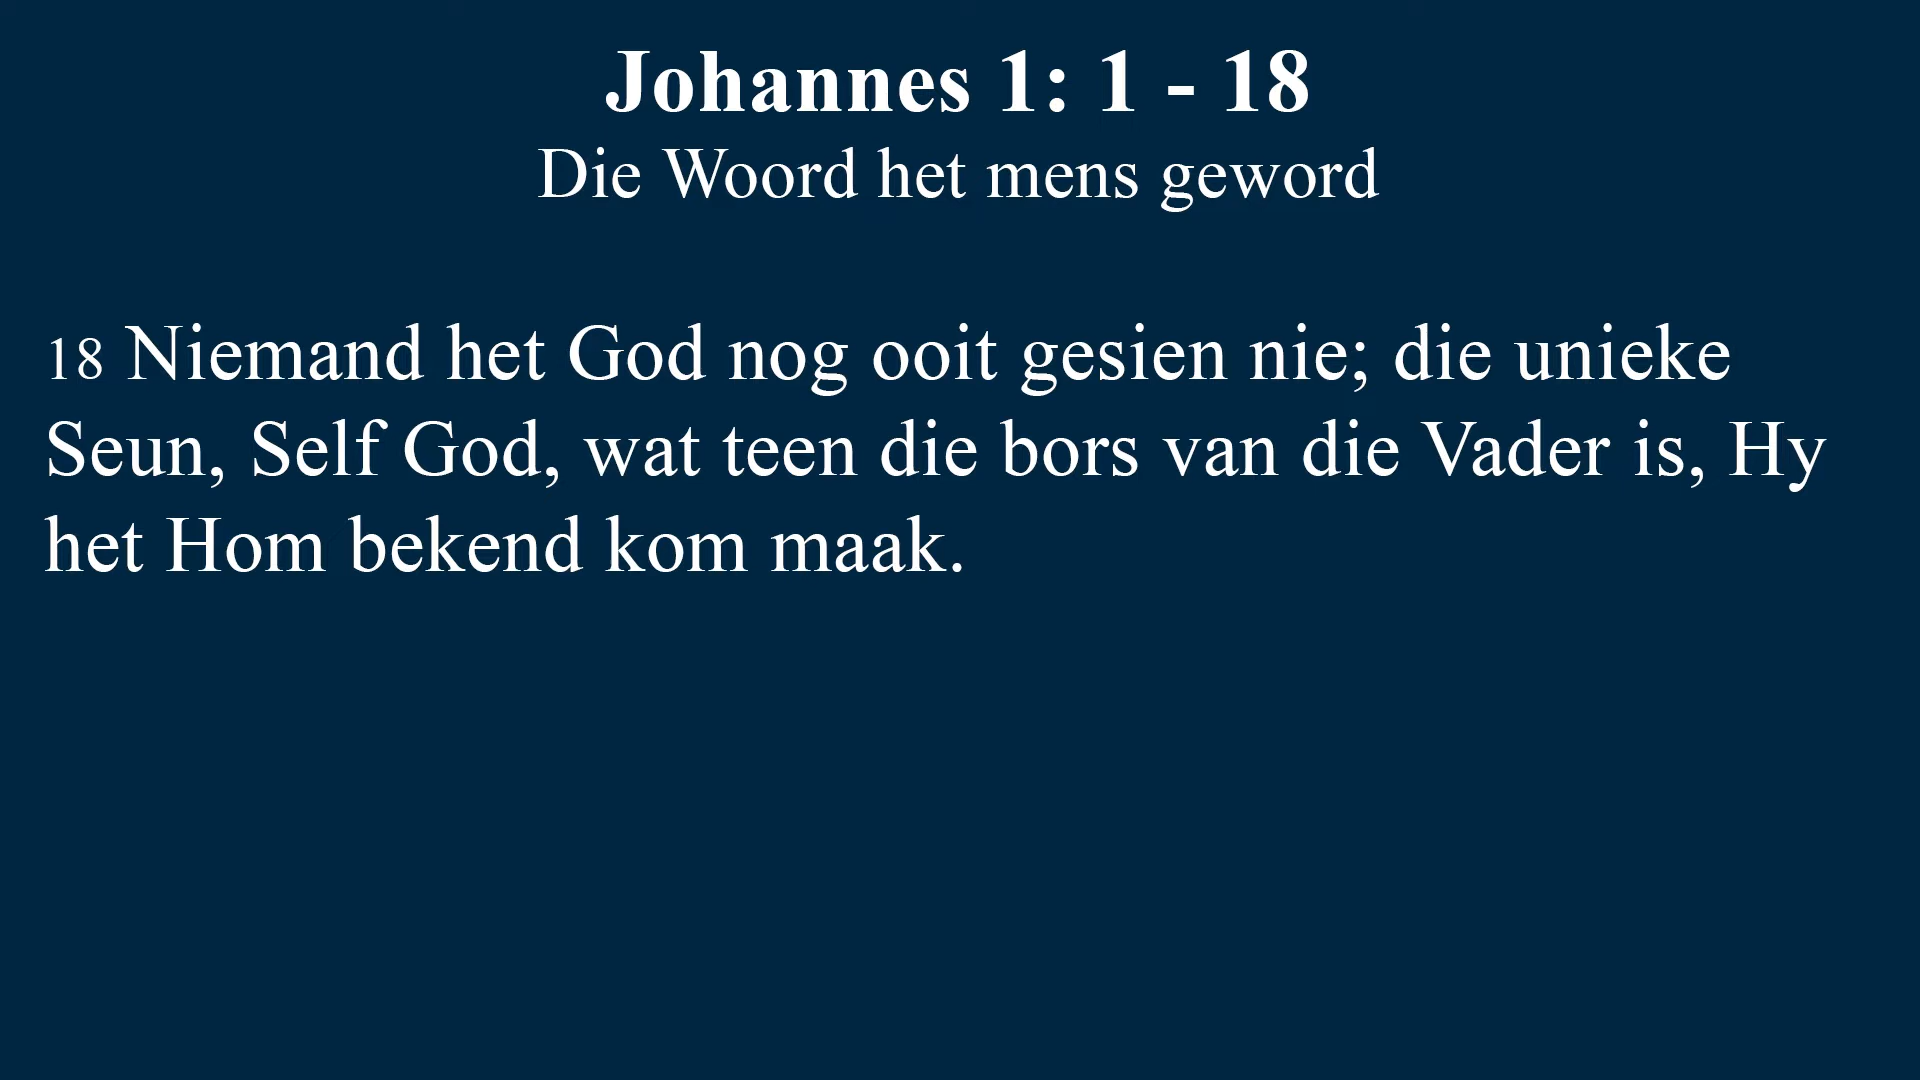 Johannes 1: 1 - 18
Die Woord het mens geword
18 Niemand het God nog ooit gesien nie; die unieke
Seun, Self God, wat teen die bors van die Vader is, Hy
het Hom bekend kom maak.